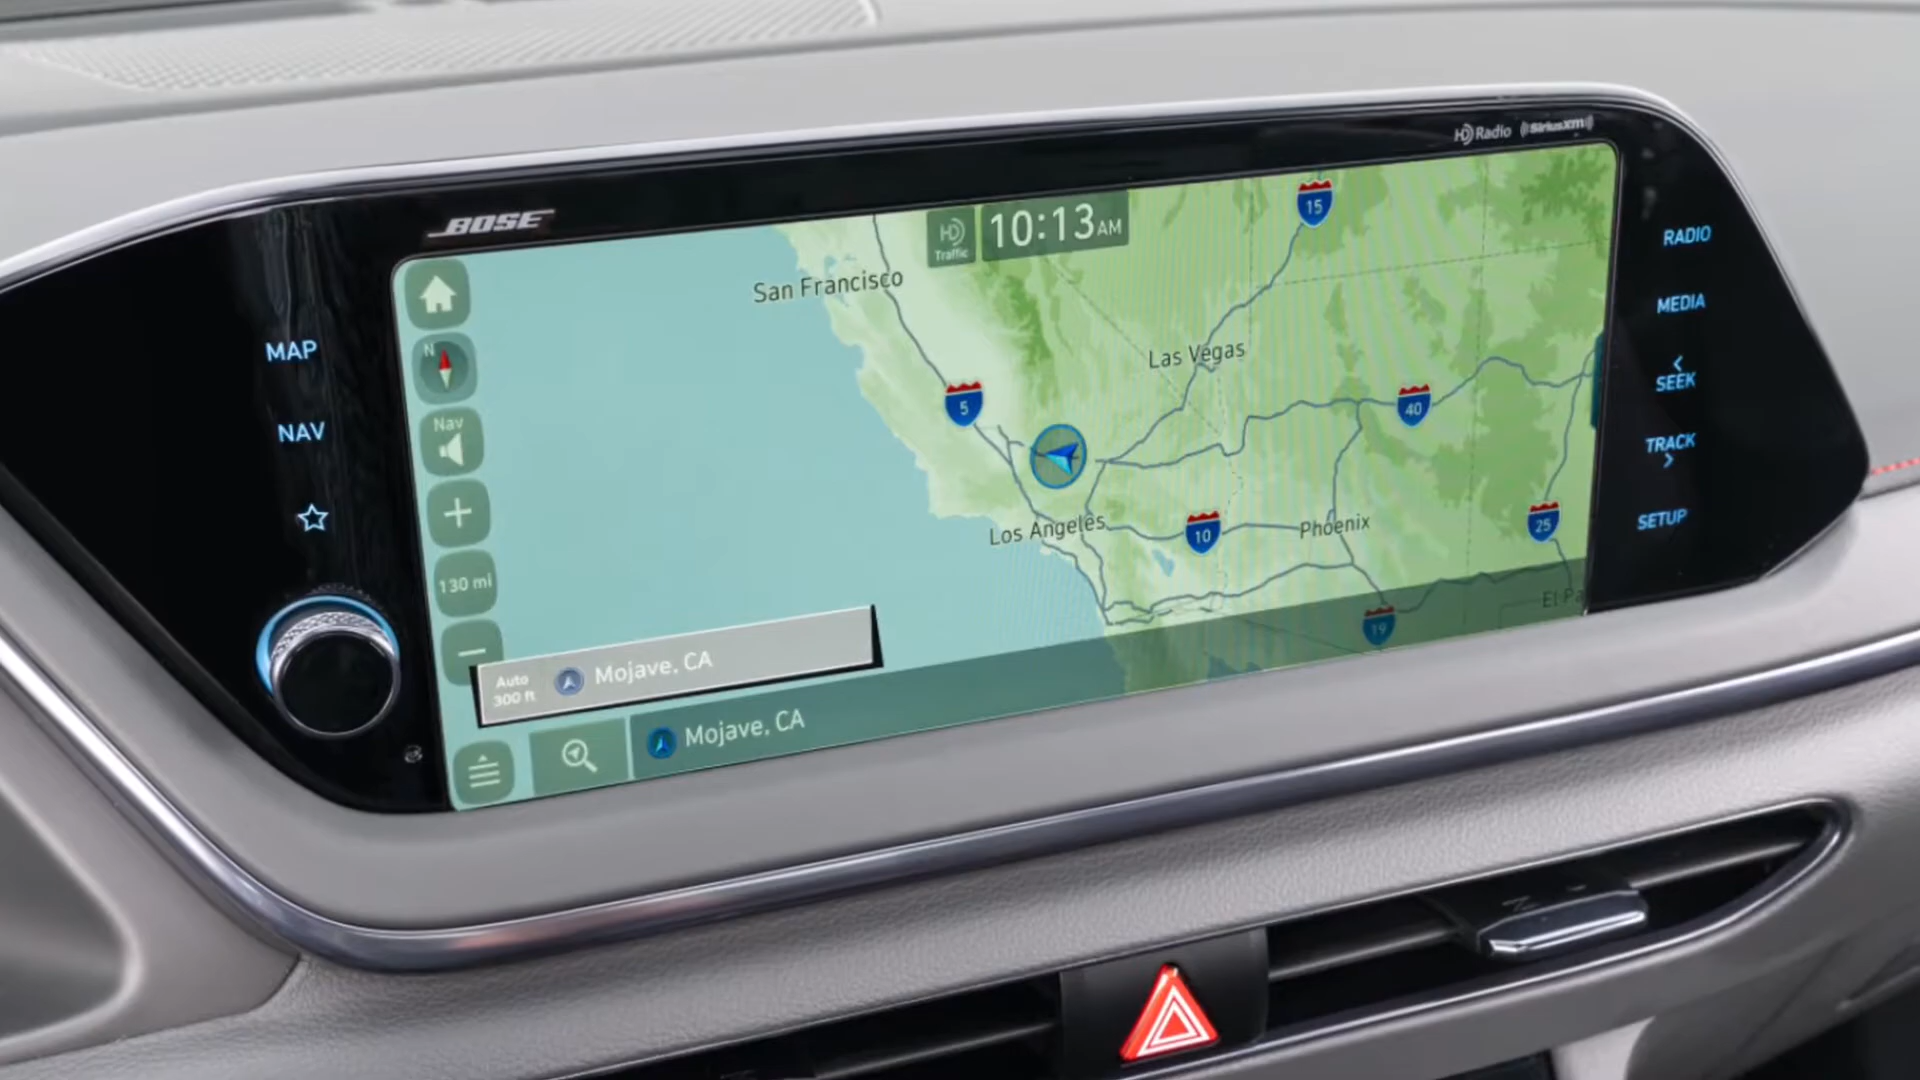 HD Radio ((SiriusXM))
BOSE
HD Traffic
10:13 AM
15
RADIO
San Francisco
N
MAP
MEDIA
Las Vegas
< SEEK
5
40
NAV
Nav
TRACK >
Los Angeles
10
Phoenix
25
SETUP
130 mi
El Pa
19
Auto
300 ft
Mojave, CA
Mojave, CA